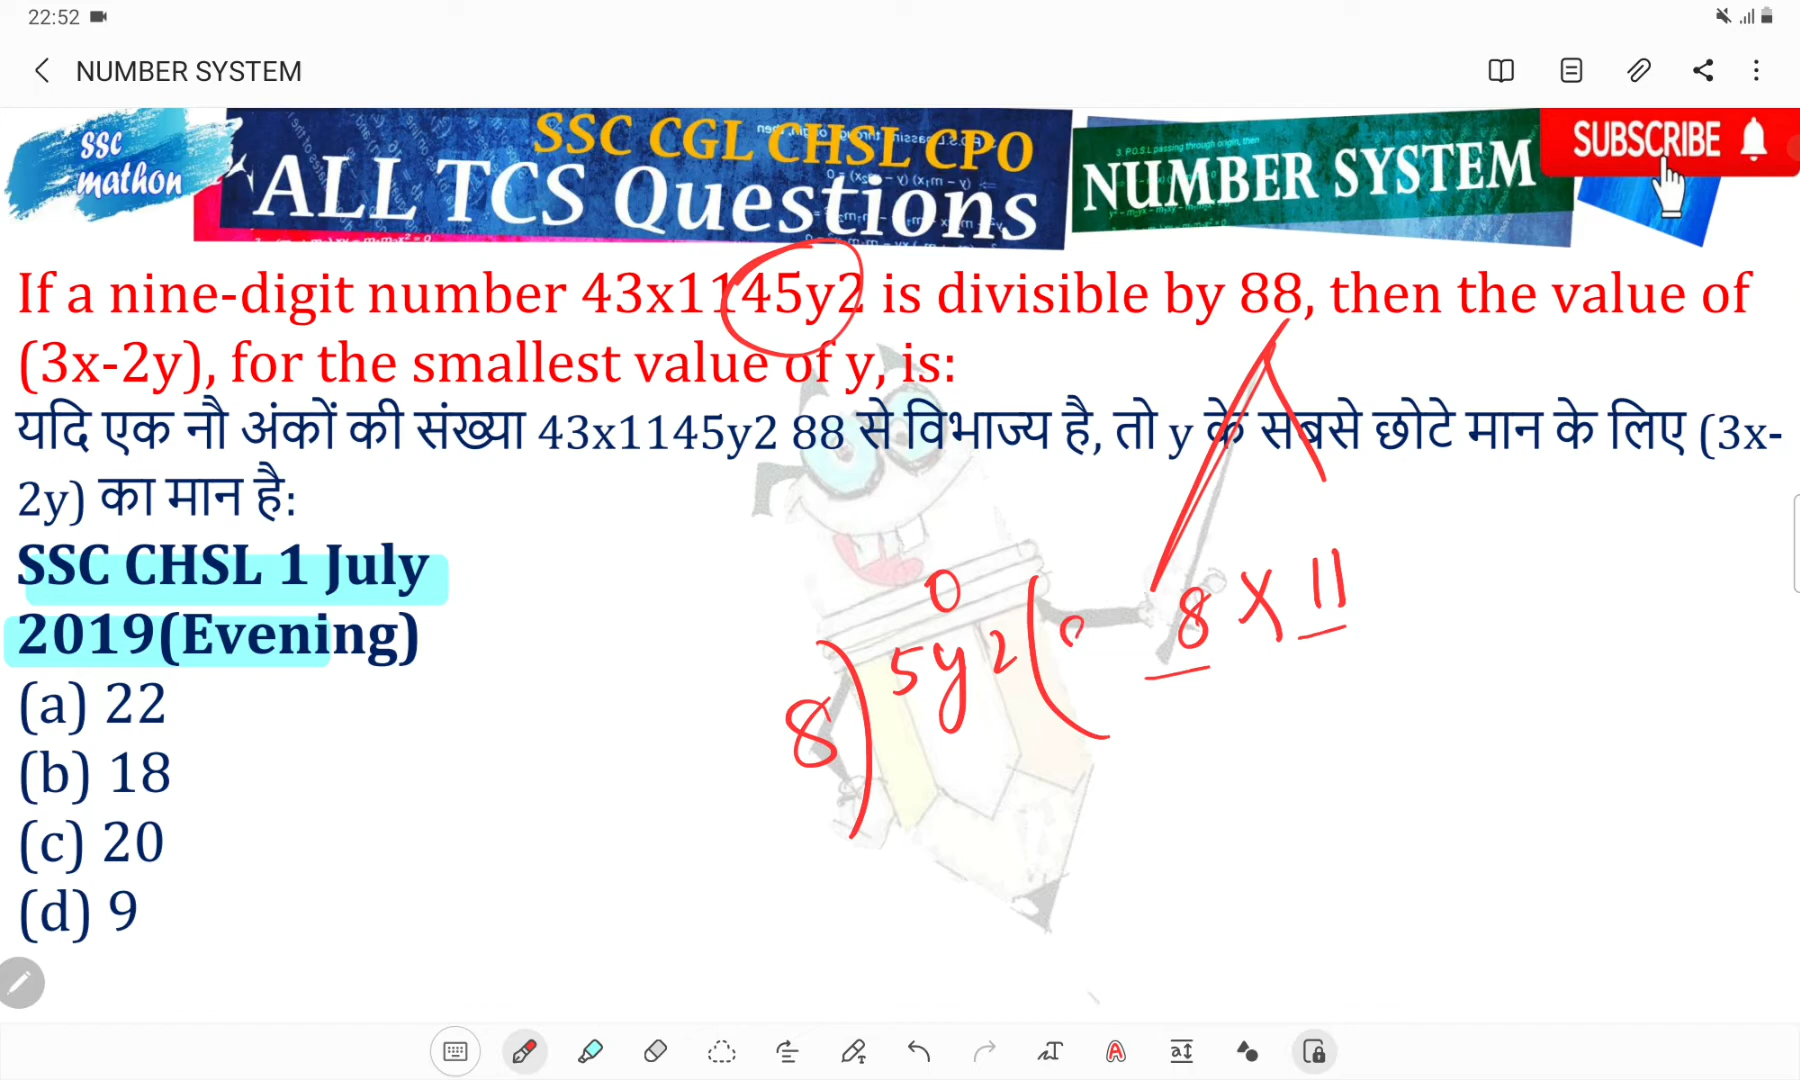 22:52
NUMBER SYSTEM
ssc
mathon
SSC CGL CHSL CPO
ALL TCS Questions
NUMBER SYSTEM
SUBSCRIBE
If a nine-digit number 43x1145y2 is divisible by 88, then the value of
(3x-2y), for the smallest value of y, is:
यदि एक नौ अंकों की संख्या 43x1145y2 88 से विभाज्य है, तो y के सबसे छोटे मान के लिए (3x-
2y) का मान है:
SSC CHSL 1 July
2019(Evening)
(a) 22
(b) 18
(c) 20
(d) 9
8 x 11
0
8) 5y2 (0